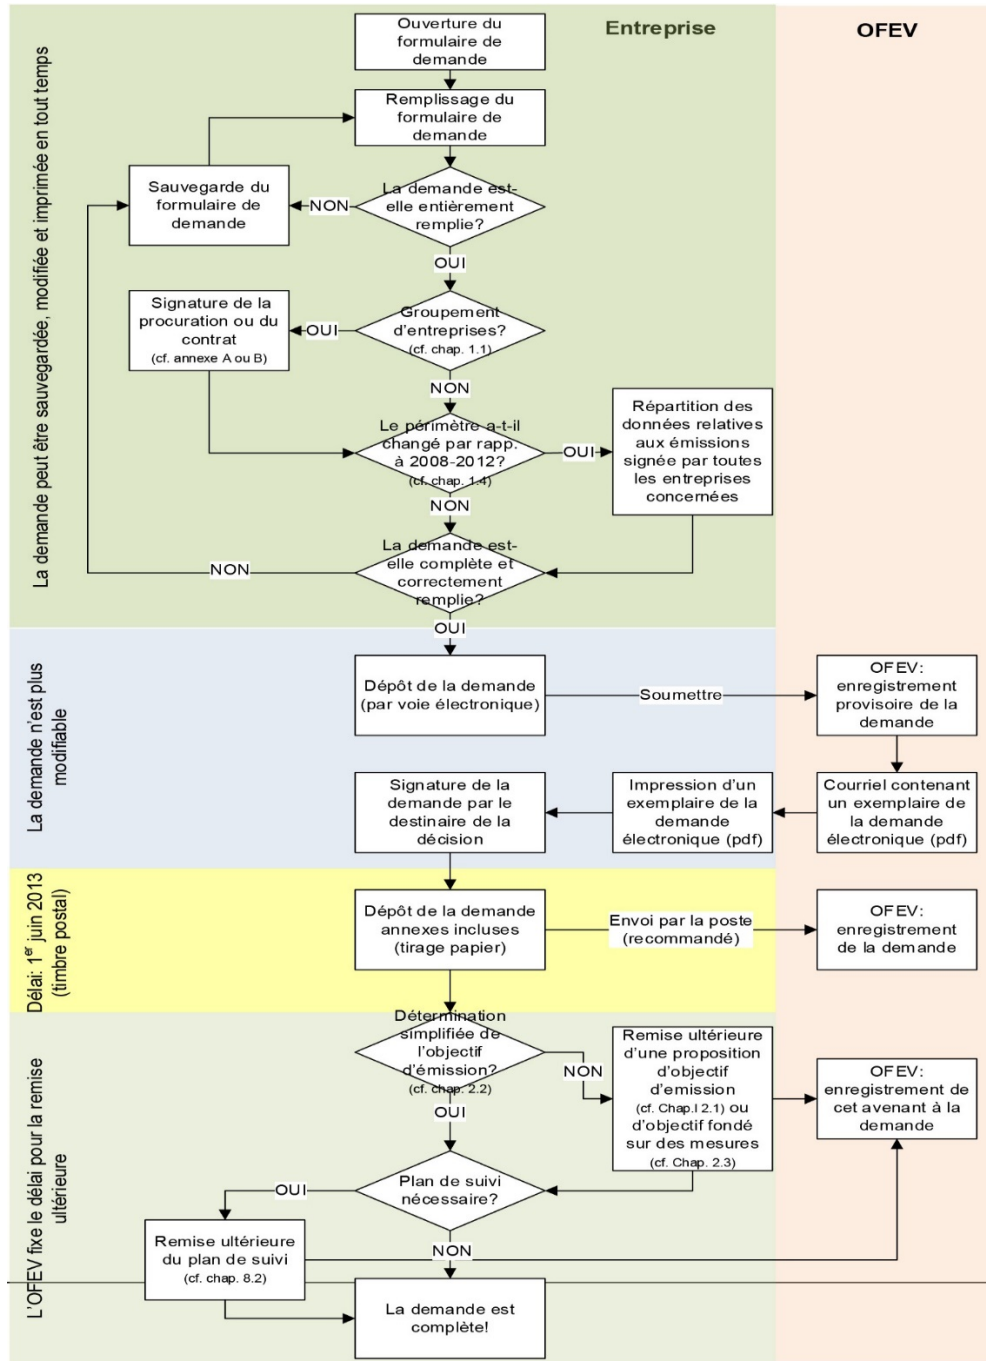 Entreprise
OFEV
La demande peut être sauvegardée, modifiée et imprimée en tout temps
Ouverture du
formulaire de
demande
Remplissage du
formulaire de
demande
Sauvegarde du
formulaire de
demande
NON
La demande est-
elle entièrement
remplie?
OUI
Signature de la
procuration ou du
contrat
(cf. annexe A ou B)
OUI
Groupement
d'entreprises?
(cf. chap. 1.1)
NON
Le périmètre a-t-il
changé par rapp.
à 2008-2012?
(cf. chap. 1.4)
OUI
Répartition des
données relatives
aux émissions
signée par toutes
les entreprises
concernées
NON
La demande est-
elle complète et
correctement
remplie?
NON
OUI
La demande n'est plus
modifiable
Dépôt de la demande
(par voie électronique)
Soumettre
OFEV:
enregistrement
provisoire de la
demande
Signature de la
demande par le
destinaire de la
décision
Impression d'un
exemplaire de la
demande
électronique (pdf)
Courriel contenant
un exemplaire de
la demande
électronique (pdf)
Délai: 1er juin 2013
(timbre postal)
Dépôt de la demande
annexes incluses
(tirage papier)
Envoi par la poste
(recommandé)
OFEV:
enregistrement
de la demande
L'OFEV fixe le délai pour la remise
ultérieure
Détermination
simplifiée de
l'objectif
d'émission?
(cf. chap. 2.2)
NON
Remise ultérieure
d'une proposition
d'objectif
d'emission
(cf. Chap.l 2.1) ou
d'objectif fondé
sur des mesures
(cf. Chap. 2.3)
OFEV:
enregistrement de
cet avenant à la
demande
OUI
Plan de suivi
nécessaire?
OUI
Remise ultérieure
du plan de suivi
(cf. chap. 8.2)
NON
La demande est
complète!